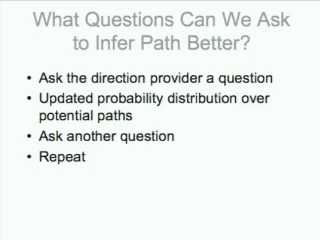 What Questions Can We Ask
to Infer Path Better?
• Ask the direction provider a question
• Updated probability distribution over
potential paths
• Ask another question
• Repeat